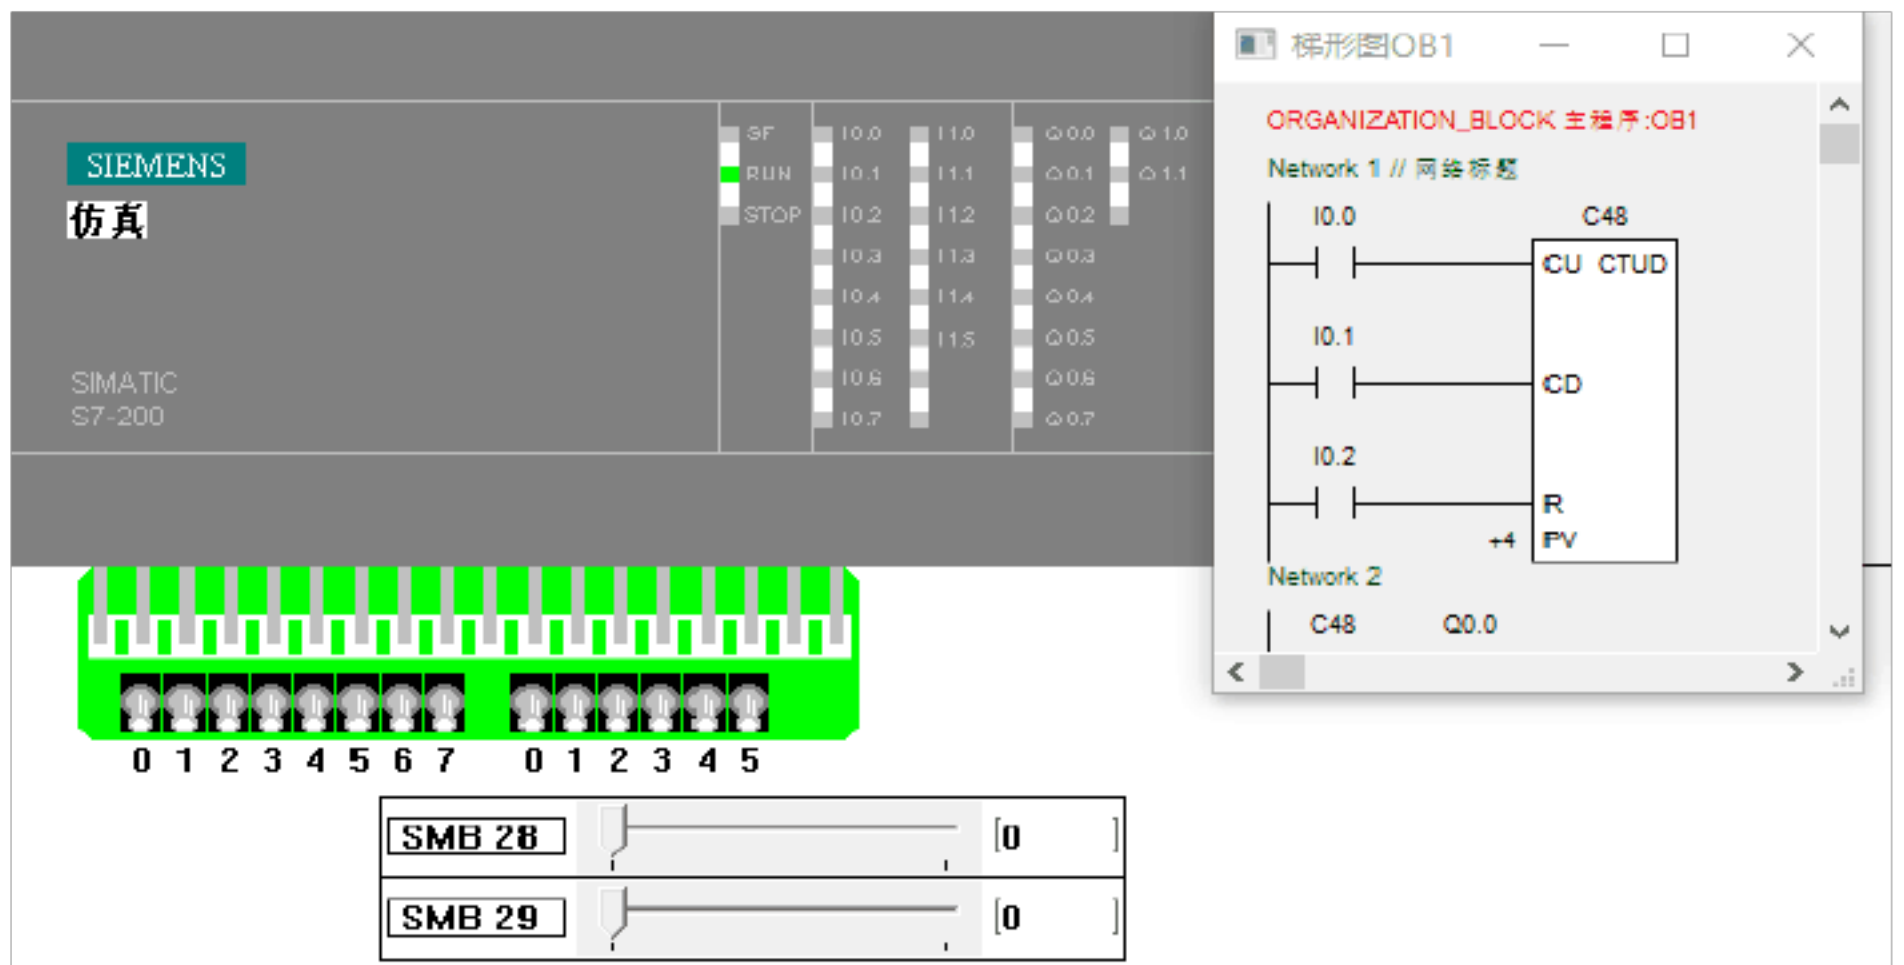 SIEMENS
仿真
SIMATIC
S7-200
SF
RUN
STOP
I0.0
I0.1
I0.2
I0.3
I0.4
I0.5
I0.6
I0.7
I1.0
I1.1
I1.2
I1.3
I1.4
I1.5
Q0.0
Q0.1
Q0.2
Q0.3
Q0.4
Q0.5
Q0.6
Q0.7
Q1.0
Q1.1
0 1 2 3 4 5 6 7 0 1 2 3 4 5
SMB 28 [0 ]
SMB 29 [0 ]
梯形图OB1
ORGANIZATION_BLOCK 主程序:OB1
Network 1 // 网络标题
I0.0 C48
CU CTUD
I0.1
CD
I0.2
R
+4 PV
Network 2
C48 Q0.0